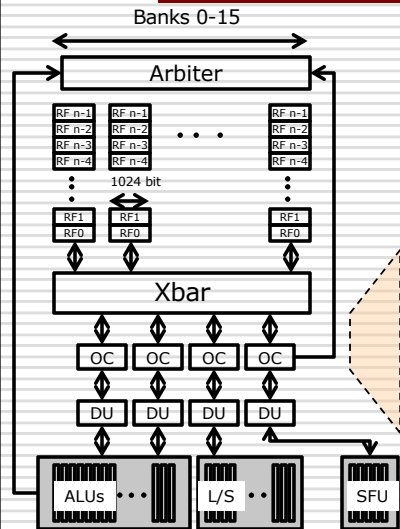 Banks 0-15
Arbiter
RF n-1 RF n-1 RF n-1
RF n-2 RF n-2 RF n-2
RF n-3 RF n-3 RF n-3
RF n-4 RF n-4 RF n-4
1024 bit
RF1 RF1 RF1
RF0 RF0 RF0
Xbar
OC OC OC OC
DU DU DU DU
ALUs L/S SFU